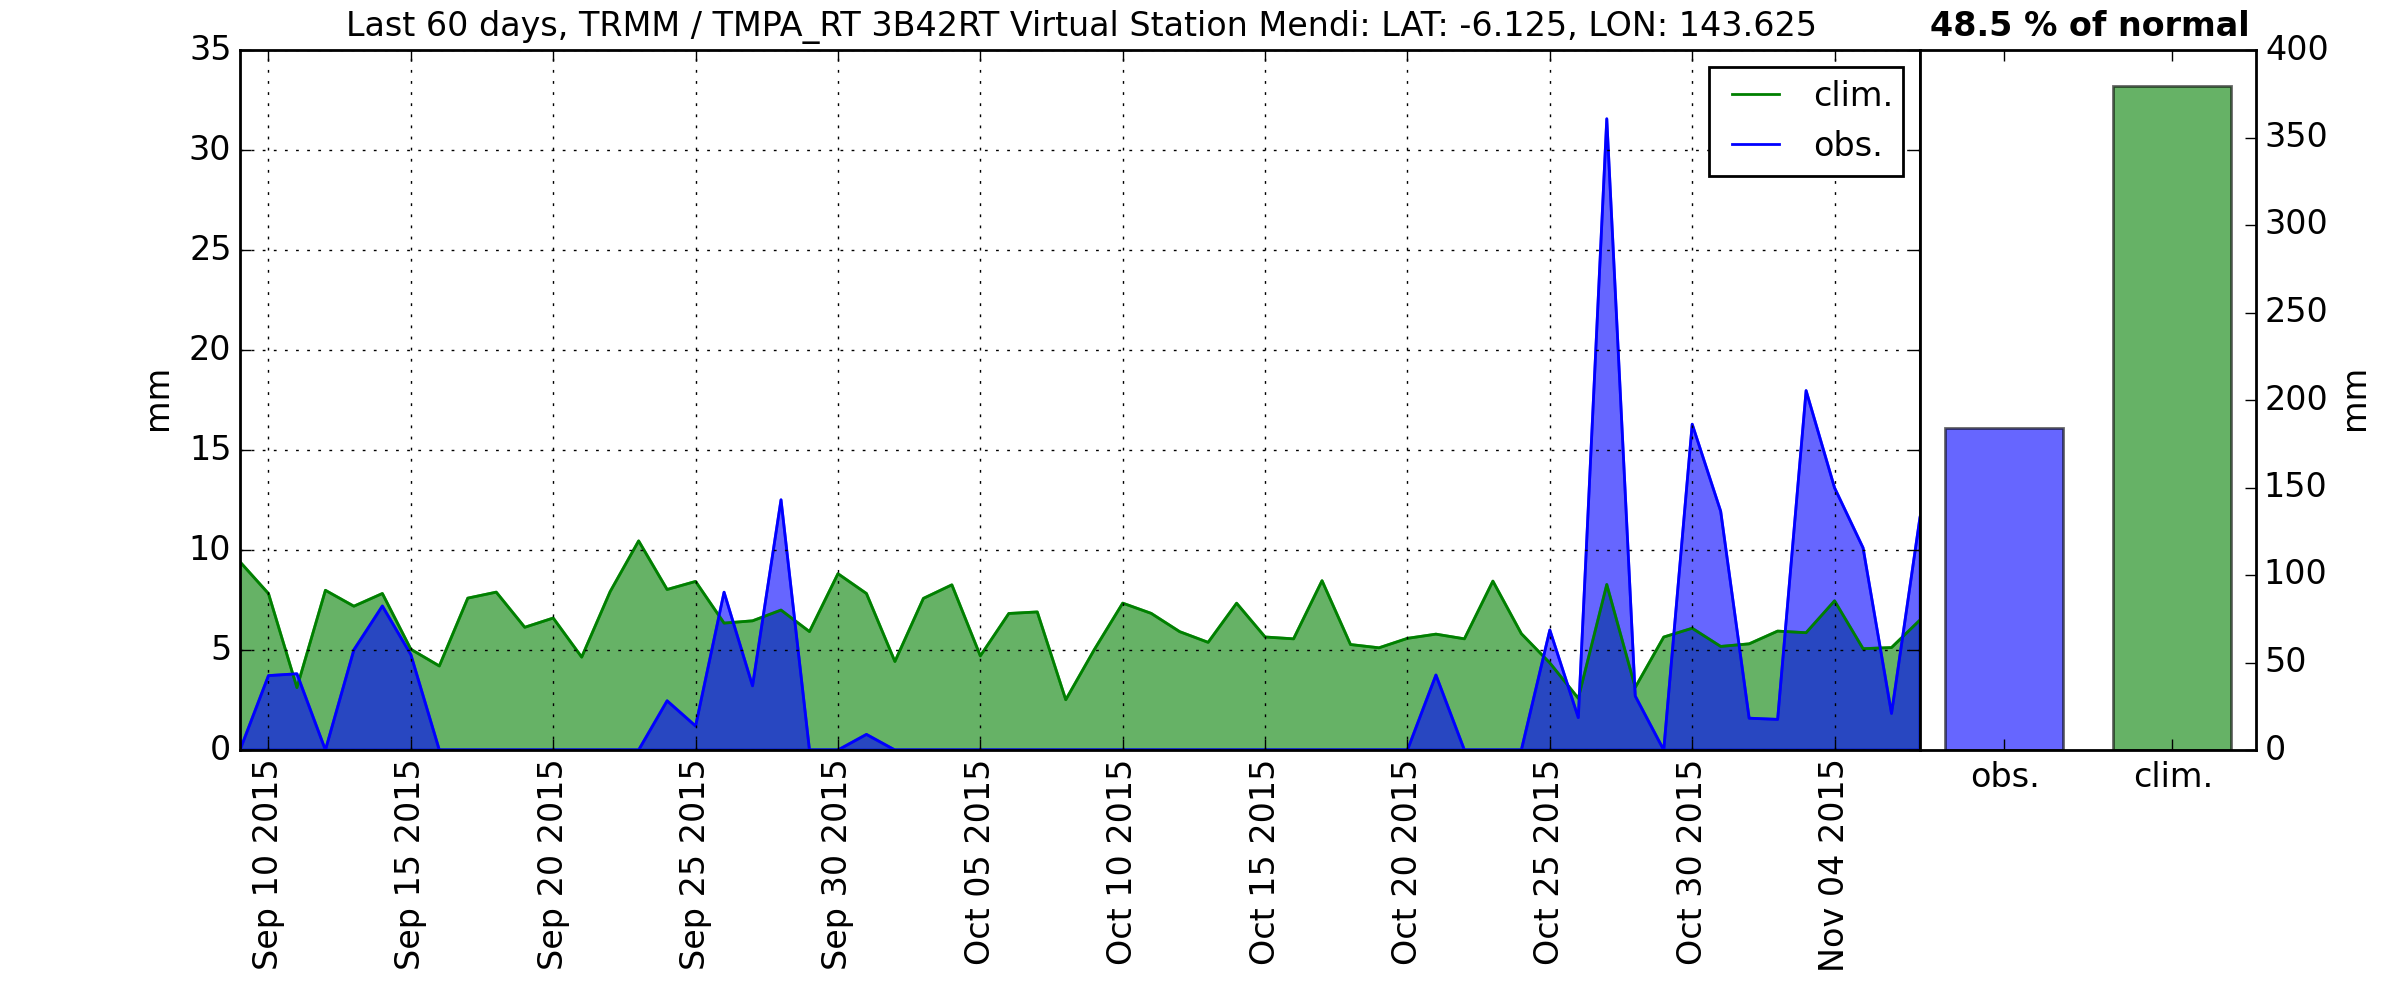 Last 60 days, TRMM / TMPA_RT 3B42RT Virtual Station Mendi: LAT: -6.125, LON: 143.625
48.5 % of normal
35
30
25
20
15
10
5
0
mm
clim.
obs.
Sep 10 2015
Sep 15 2015
Sep 20 2015
Sep 25 2015
Sep 30 2015
Oct 05 2015
Oct 10 2015
Oct 15 2015
Oct 20 2015
Oct 25 2015
Oct 30 2015
Nov 04 2015
obs.
clim.
400
350
300
250
200
150
100
50
0
mm